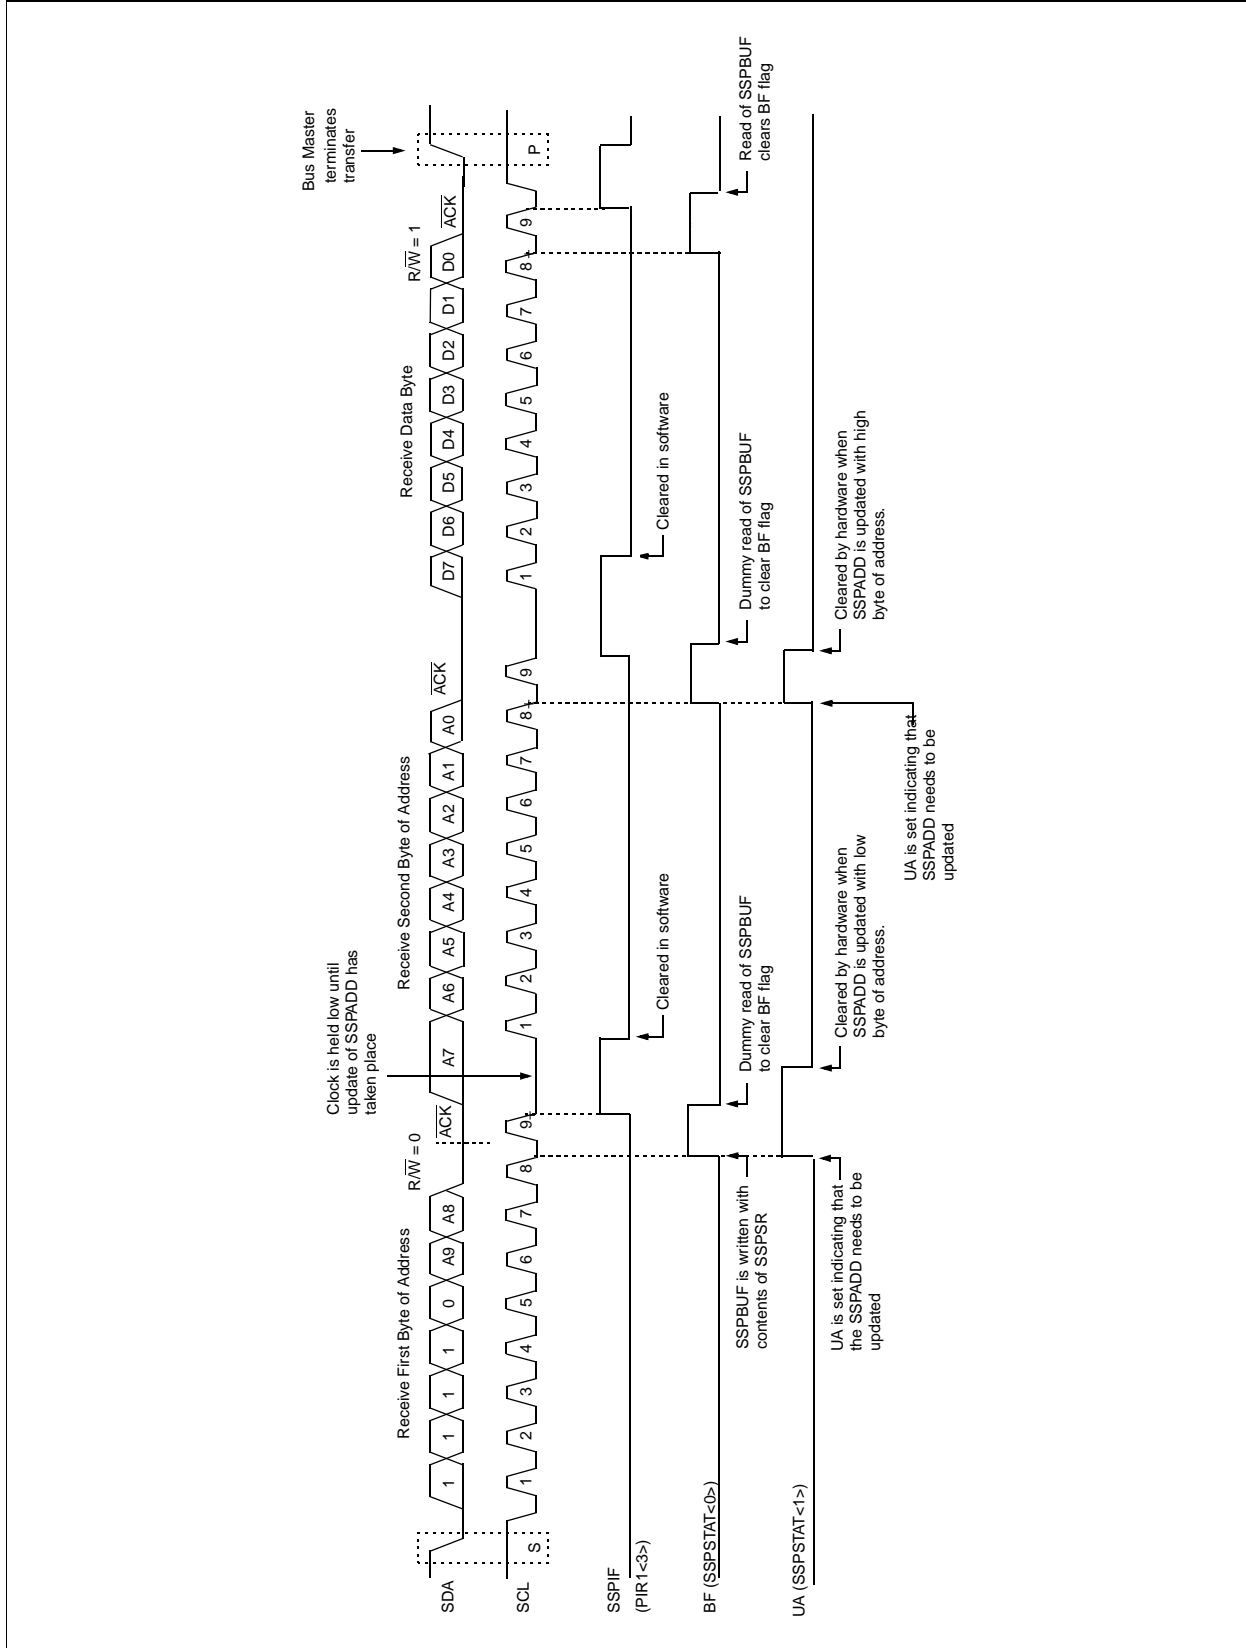 Bus Master
terminates
transfer
Clock is held low until
update of SSPADD has
taken place
Receive First Byte of Address
R/W = 0
Receive Second Byte of Address
Receive Data Byte
R/W = 1
SDA
1 1 1 1 0 A9 A8 ACK A7 A6 A5 A4 A3 A2 A1 A0 ACK D7 D6 D5 D4 D3 D2 D1 D0 ACK
SCL
S 1 2 3 4 5 6 7 8 9 1 2 3 4 5 6 7 8 9 1 2 3 4 5 6 7 8 9 P
SSPIF
(PIR1<3>)
Cleared in software
Cleared in software
BF (SSPSTAT<0>)
SSPBUF is written with
contents of SSPSR
Dummy read of SSPBUF
to clear BF flag
Dummy read of SSPBUF
to clear BF flag
Read of SSPBUF
clears BF flag
UA (SSPSTAT<1>)
UA is set indicating that
the SSPADD needs to be
updated
Cleared by hardware when
SSPADD is updated with low
byte of address.
UA is set indicating that
SSPADD needs to be
updated
Cleared by hardware when
SSPADD is updated with high
byte of address.